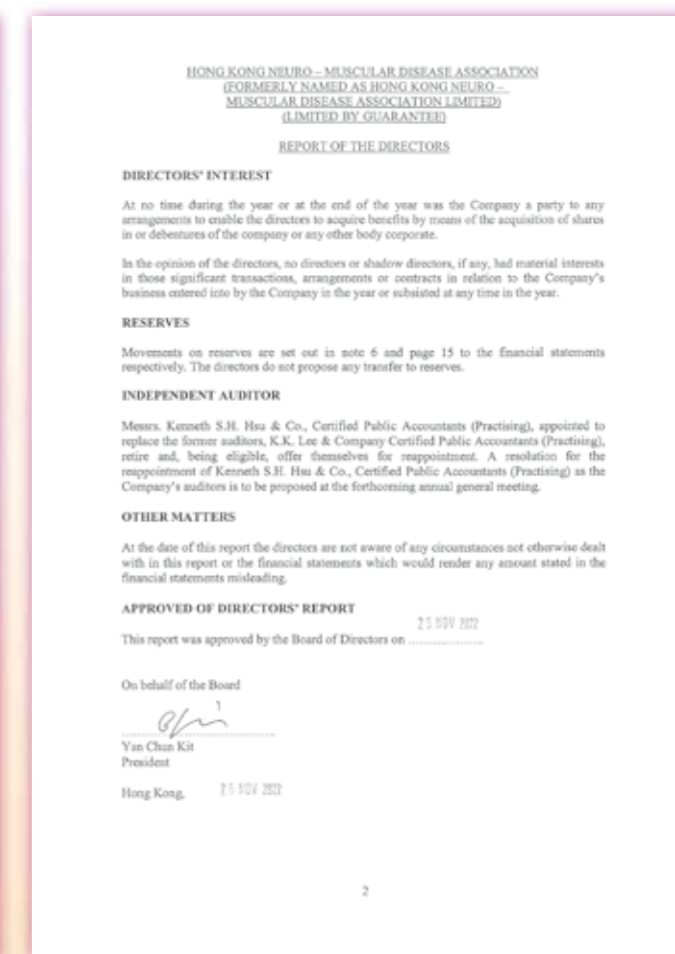 HONG KONG NEURO – MUSCULAR DISEASE ASSOCIATION
(FORMERLY NAMED AS HONG KONG NEURO –
MUSCULAR DISEASE ASSOCIATION LIMITED)
(LIMITED BY GUARANTEE)
REPORT OF THE DIRECTORS
DIRECTORS' INTEREST
At no time during the year or at the end of the year was the Company a party to any
arrangements to enable the directors to acquire benefits by means of the acquisition of shares
in or debentures of the company or any other body corporate.
In the opinion of the directors, no directors or shadow directors, if any, had material interests
in those significant transactions, arrangements or contracts in relation to the Company's
business entered into by the Company in the year or subsisted at any time in the year.
RESERVES
Movements on reserves are set out in note 6 and page 15 to the financial statements
respectively. The directors do not propose any transfer to reserves.
INDEPENDENT AUDITOR
Messrs. Kenneth S.H. Hsu & Co., Certified Public Accountants (Practising), appointed to
replace the former auditors, K.K. Lee & Company Certified Public Accountants (Practising),
retire and, being eligible, offer themselves for reappointment. A resolution for the
reappointment of Kenneth S.H. Hsu & Co., Certified Public Accountants (Practising) as the
Company's auditors is to be proposed at the forthcoming annual general meeting.
OTHER MATTERS
At the date of this report the directors are not aware of any circumstances not otherwise dealt
with in this report or the financial statements which would render any amount stated in the
financial statements misleading.
APPROVED OF DIRECTORS' REPORT
25 NOV 2022
This report was approved by the Board of Directors on ......................
On behalf of the Board
Yan Chun Kit
President
Hong Kong, 25 NOV 2022
2